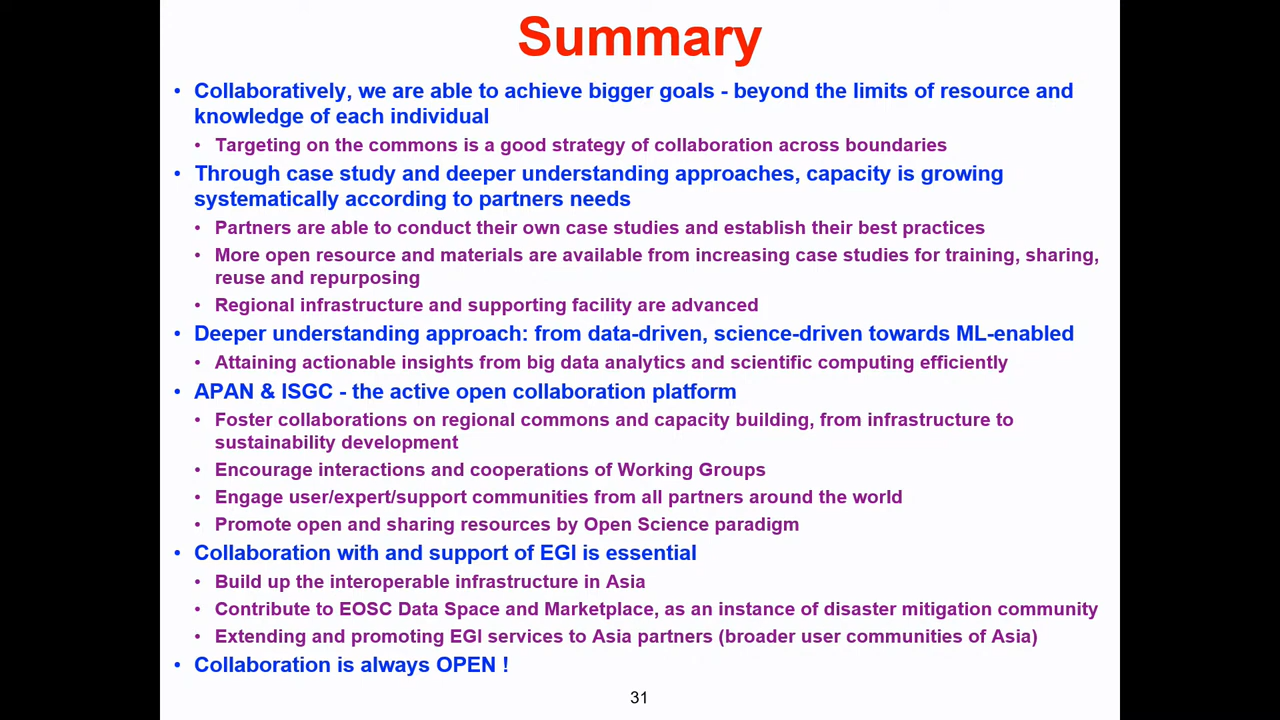 Summary
• Collaboratively, we are able to achieve bigger goals - beyond the limits of resource and
knowledge of each individual
• Targeting on the commons is a good strategy of collaboration across boundaries
• Through case study and deeper understanding approaches, capacity is growing
systematically according to partners needs
• Partners are able to conduct their own case studies and establish their best practices
• More open resource and materials are available from increasing case studies for training, sharing,
reuse and repurposing
• Regional infrastructure and supporting facility are advanced
• Deeper understanding approach: from data-driven, science-driven towards ML-enabled
• Attaining actionable insights from big data analytics and scientific computing efficiently
• APAN & ISGC - the active open collaboration platform
• Foster collaborations on regional commons and capacity building, from infrastructure to
sustainability development
• Encourage interactions and cooperations of Working Groups
• Engage user/expert/support communities from all partners around the world
• Promote open and sharing resources by Open Science paradigm
• Collaboration with and support of EGI is essential
• Build up the interoperable infrastructure in Asia
• Contribute to EOSC Data Space and Marketplace, as an instance of disaster mitigation community
• Extending and promoting EGI services to Asia partners (broader user communities of Asia)
• Collaboration is always OPEN !
31